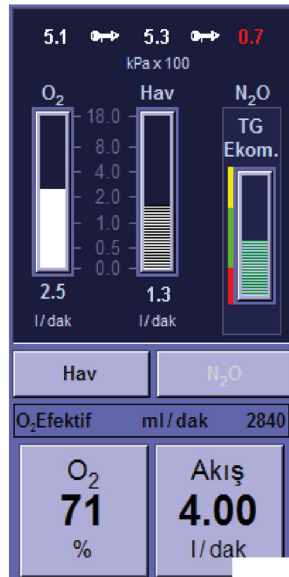 5.1 5.3 0.7
kPa x 100
O₂ Hav N₂O
18.0
8.0
4.0
2.0
1.0
0.5
0.0
TG
Ekom.
2.5 1.3
l/dak l/dak
Hav N₂O
O₂Efektif ml/dak 2840
O₂ Akış
71 4.00
% l/dak